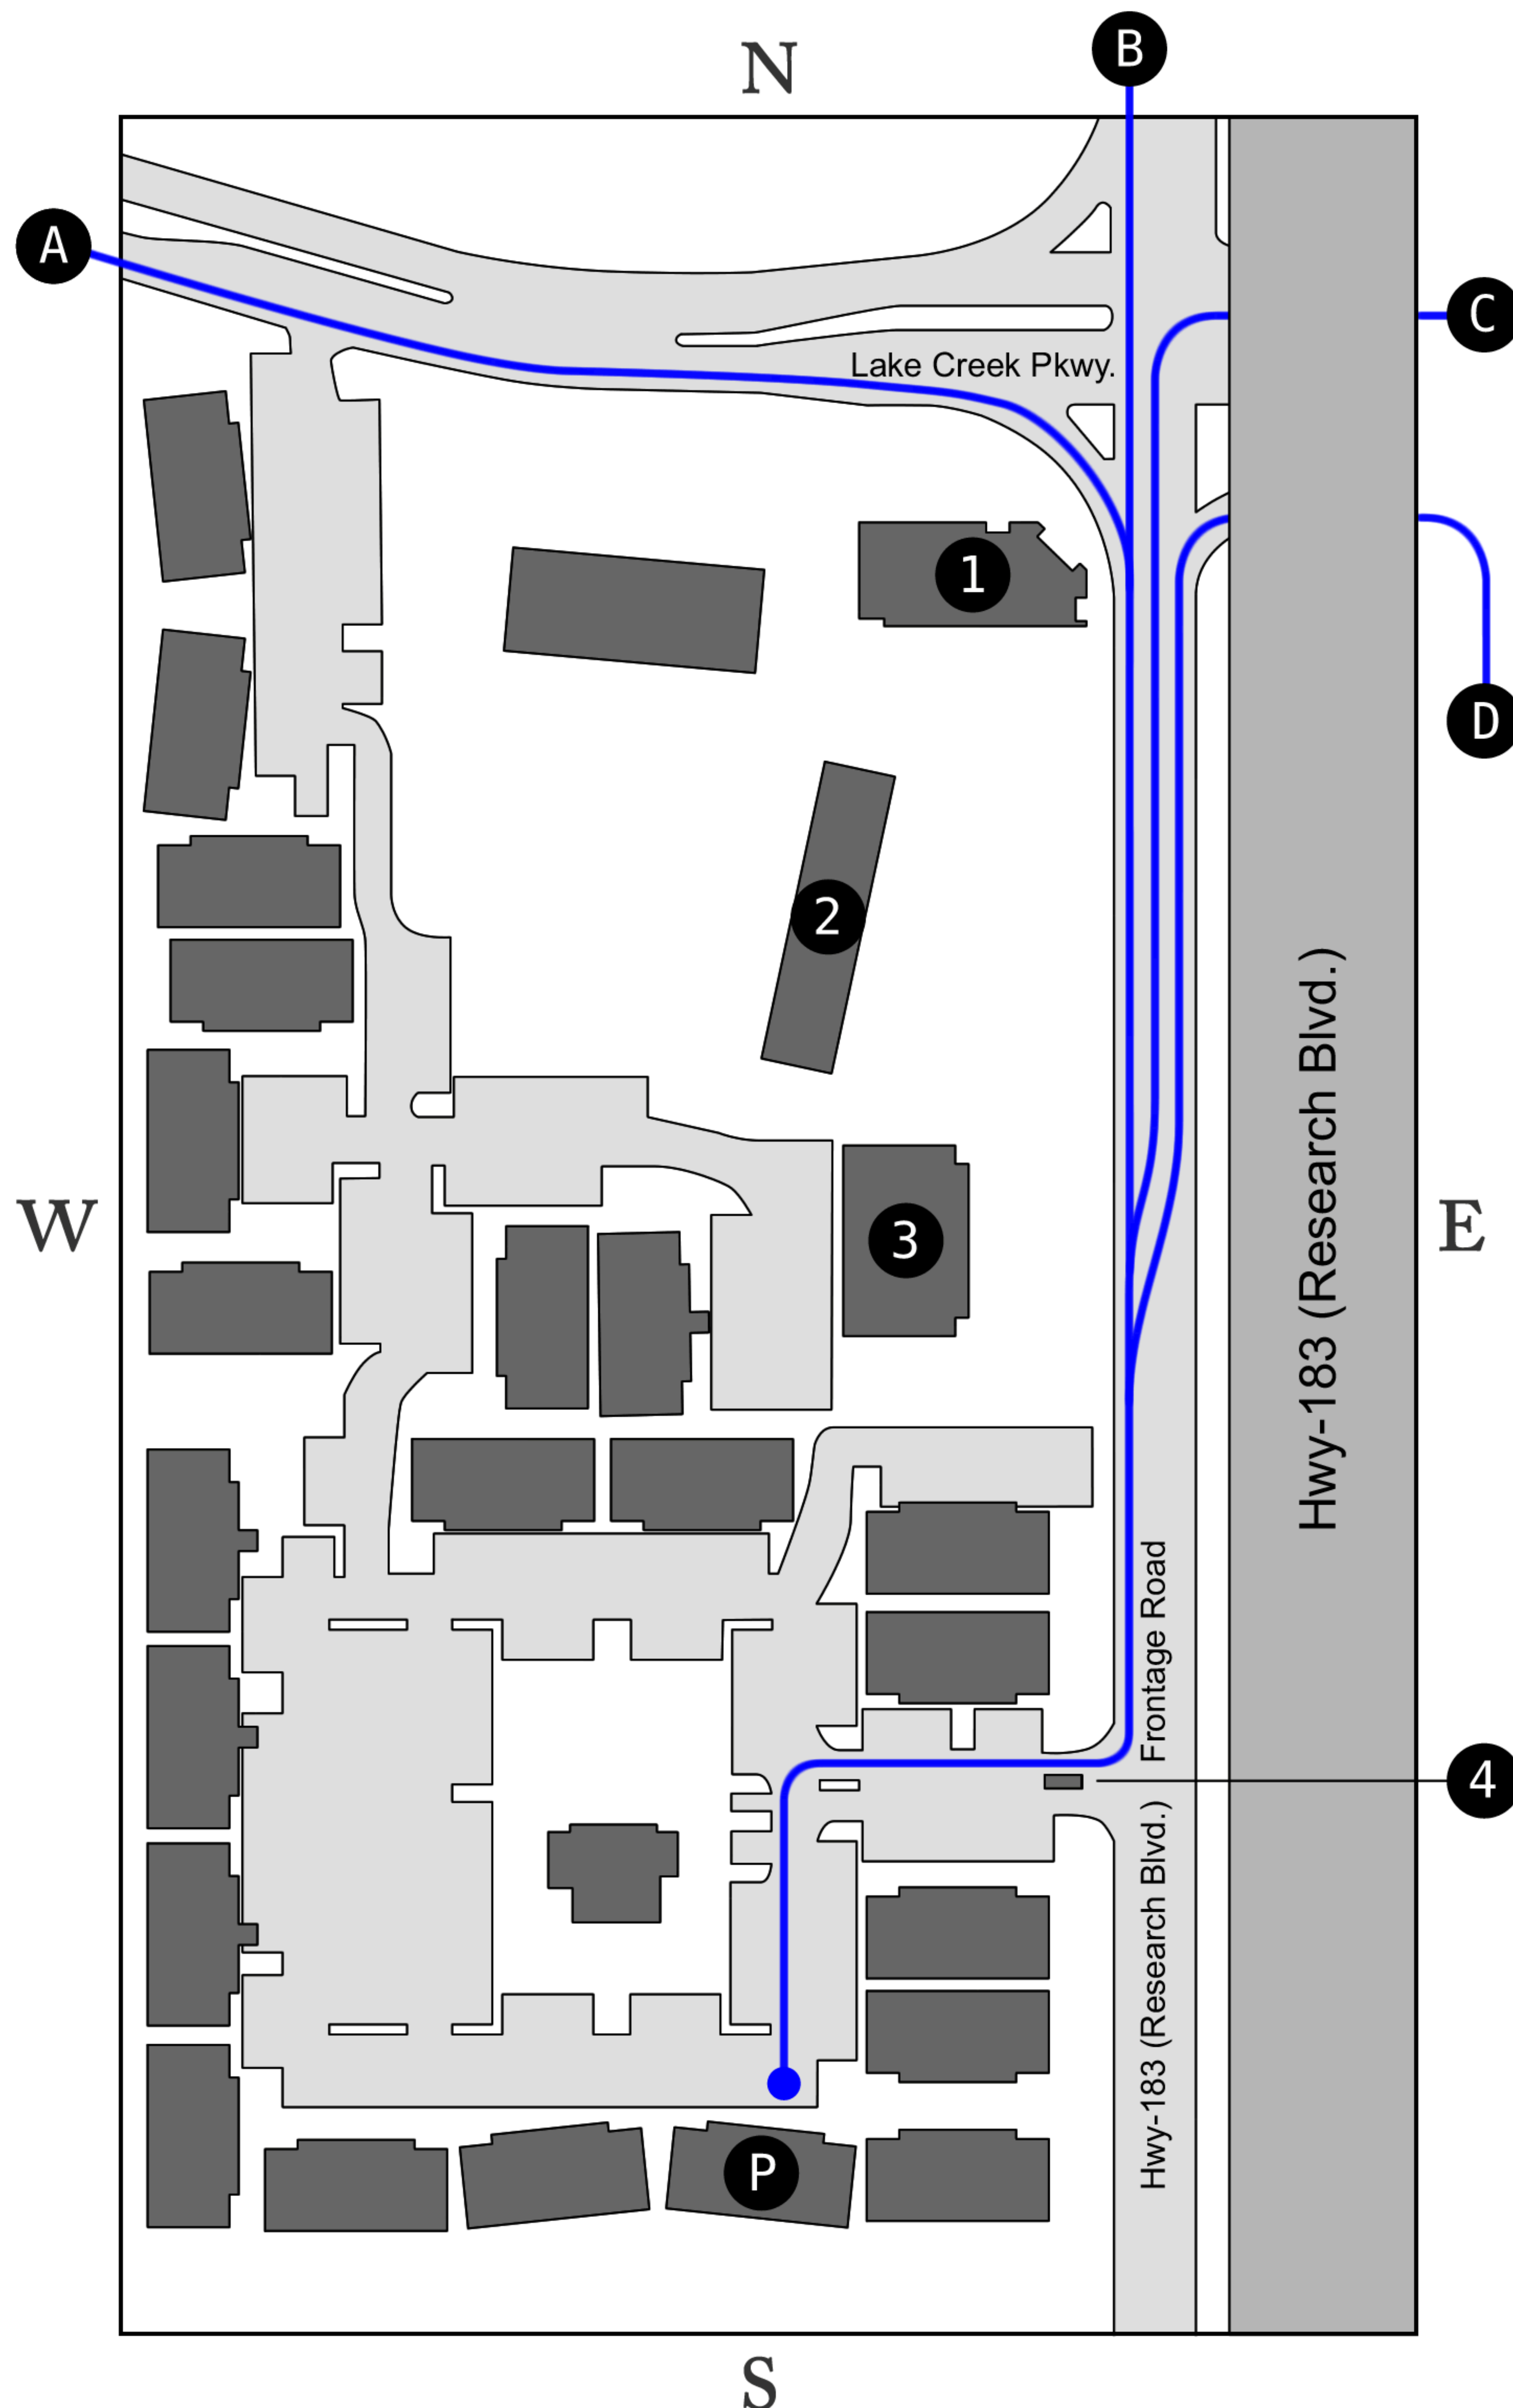 N
B
A
C
Lake Creek Pkwy.
1
D
2
Hwy-183 (Research Blvd.)
W
3
E
Hwy-183 (Research Blvd.) Frontage Road
4
P
S